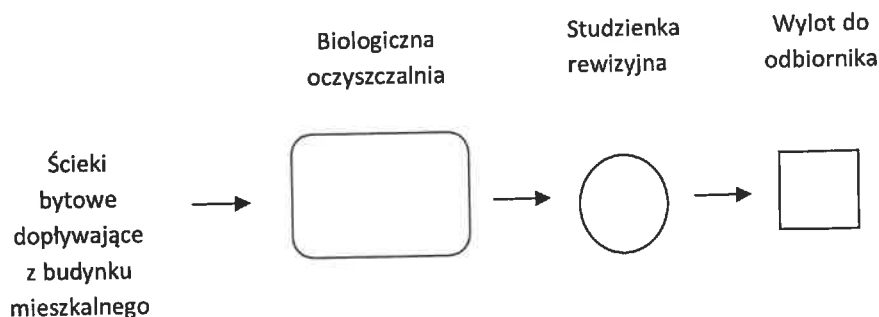 Ścieki
bytowe
dopływające
z budynku
mieszkalnego
Biologiczna
oczyszczalnia
Studzienka
rewizyjna
Wylot do
odbiornika